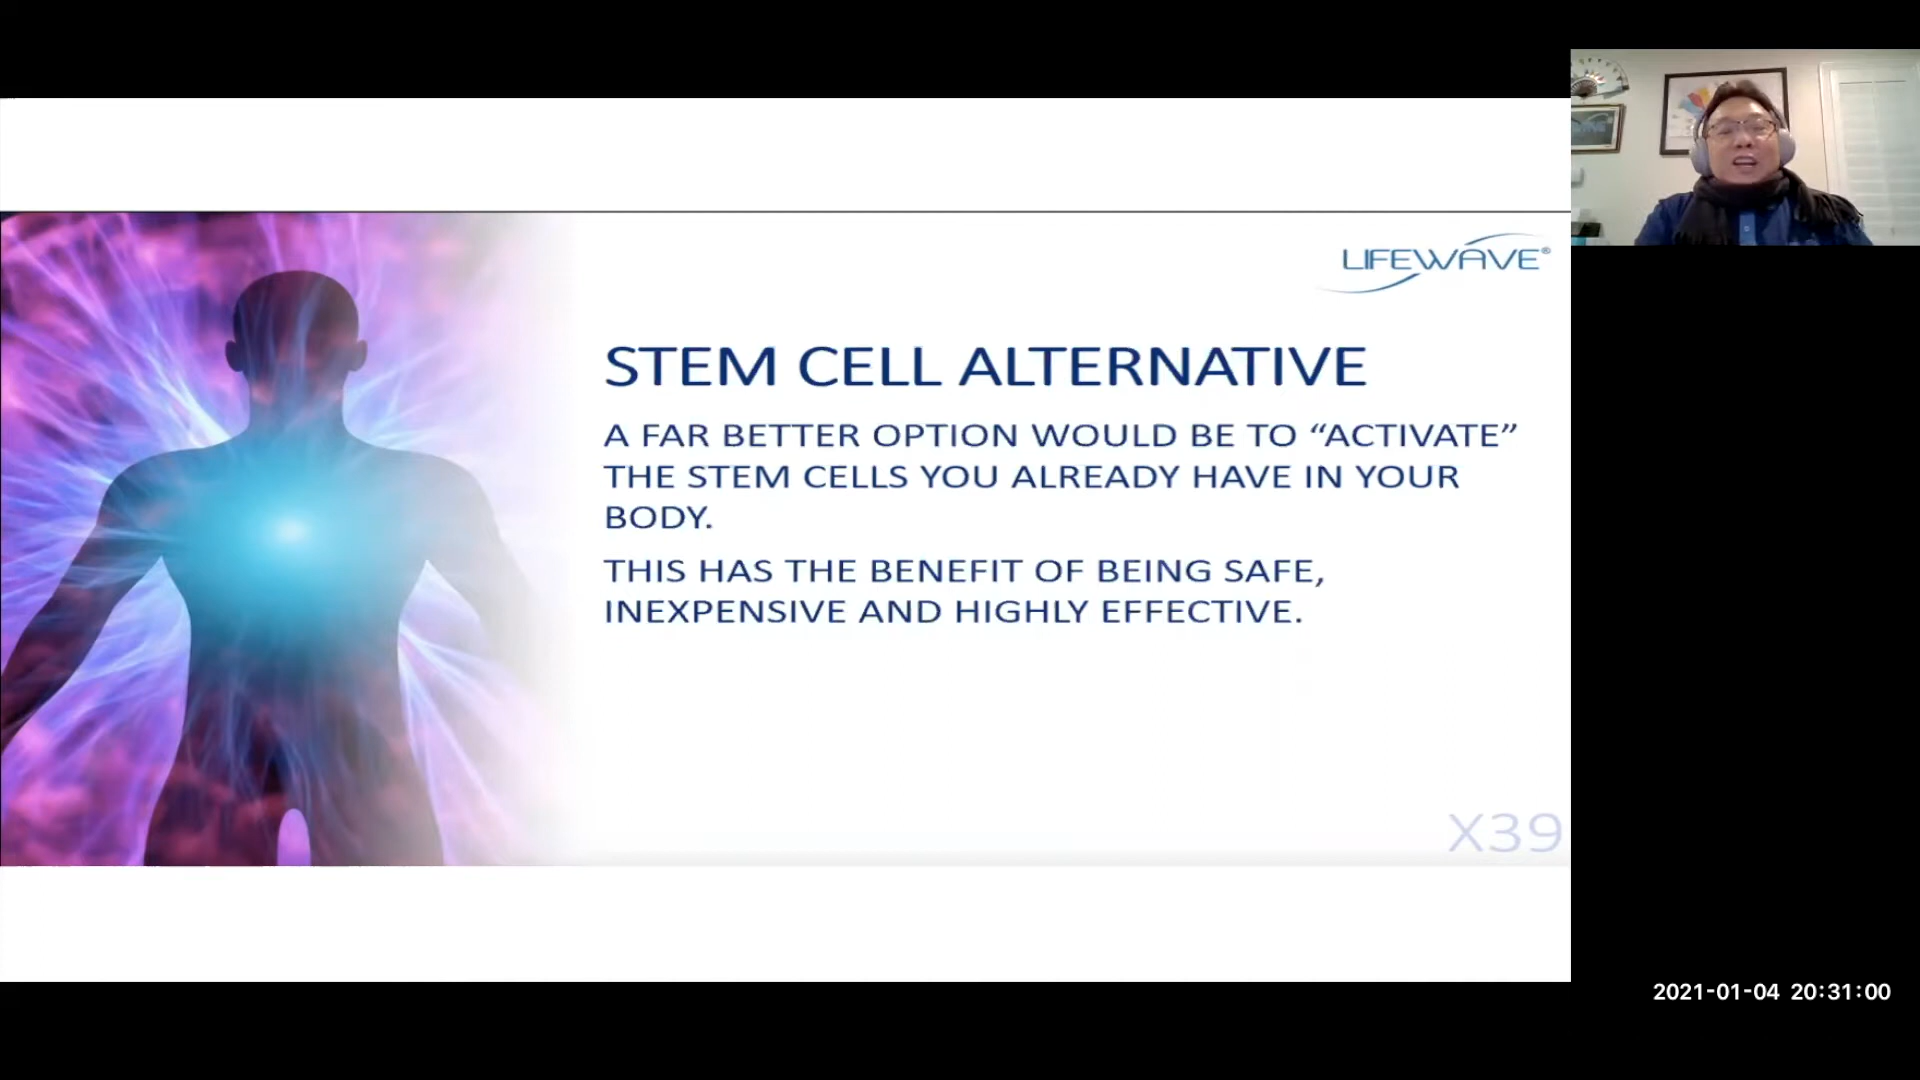 LIFEWAVE®
STEM CELL ALTERNATIVE
A FAR BETTER OPTION WOULD BE TO “ACTIVATE”
THE STEM CELLS YOU ALREADY HAVE IN YOUR
BODY.
THIS HAS THE BENEFIT OF BEING SAFE,
INEXPENSIVE AND HIGHLY EFFECTIVE.
X39
2021-01-04 20:31:00